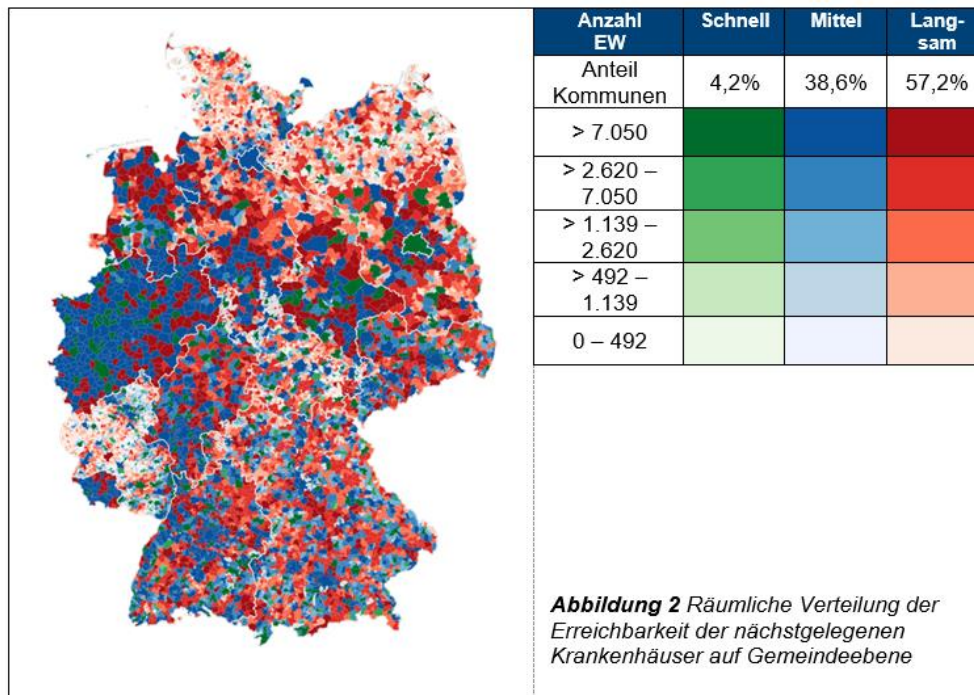 Anzahl EW Schnell Mittel Lang-sam
Anteil Kommunen 4,2% 38,6% 57,2%
> 7.050
> 2.620 – 7.050
> 1.139 – 2.620
> 492 – 1.139
0 – 492
Abbildung 2 Räumliche Verteilung der
Erreichbarkeit der nächstgelegenen
Krankenhäuser auf Gemeindeebene